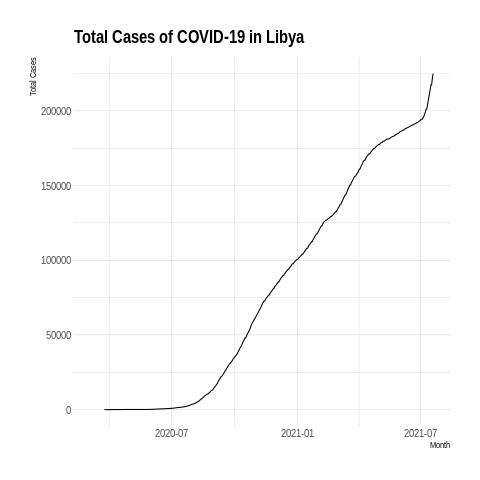 Total Cases of COVID-19 in Libya
Total Cases
200000
150000
100000
50000
0
2020-07
2021-01
2021-07
Month